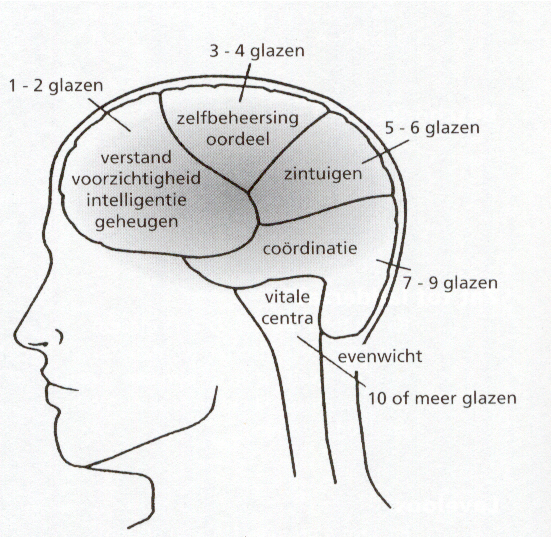 3 - 4 glazen
1 - 2 glazen
zelfbeheersing
oordeel
5 - 6 glazen
verstand
voorzichtigheid
intelligentie
geheugen
zintuigen
coördinatie
7 - 9 glazen
vitale
centra
evenwicht
10 of meer glazen